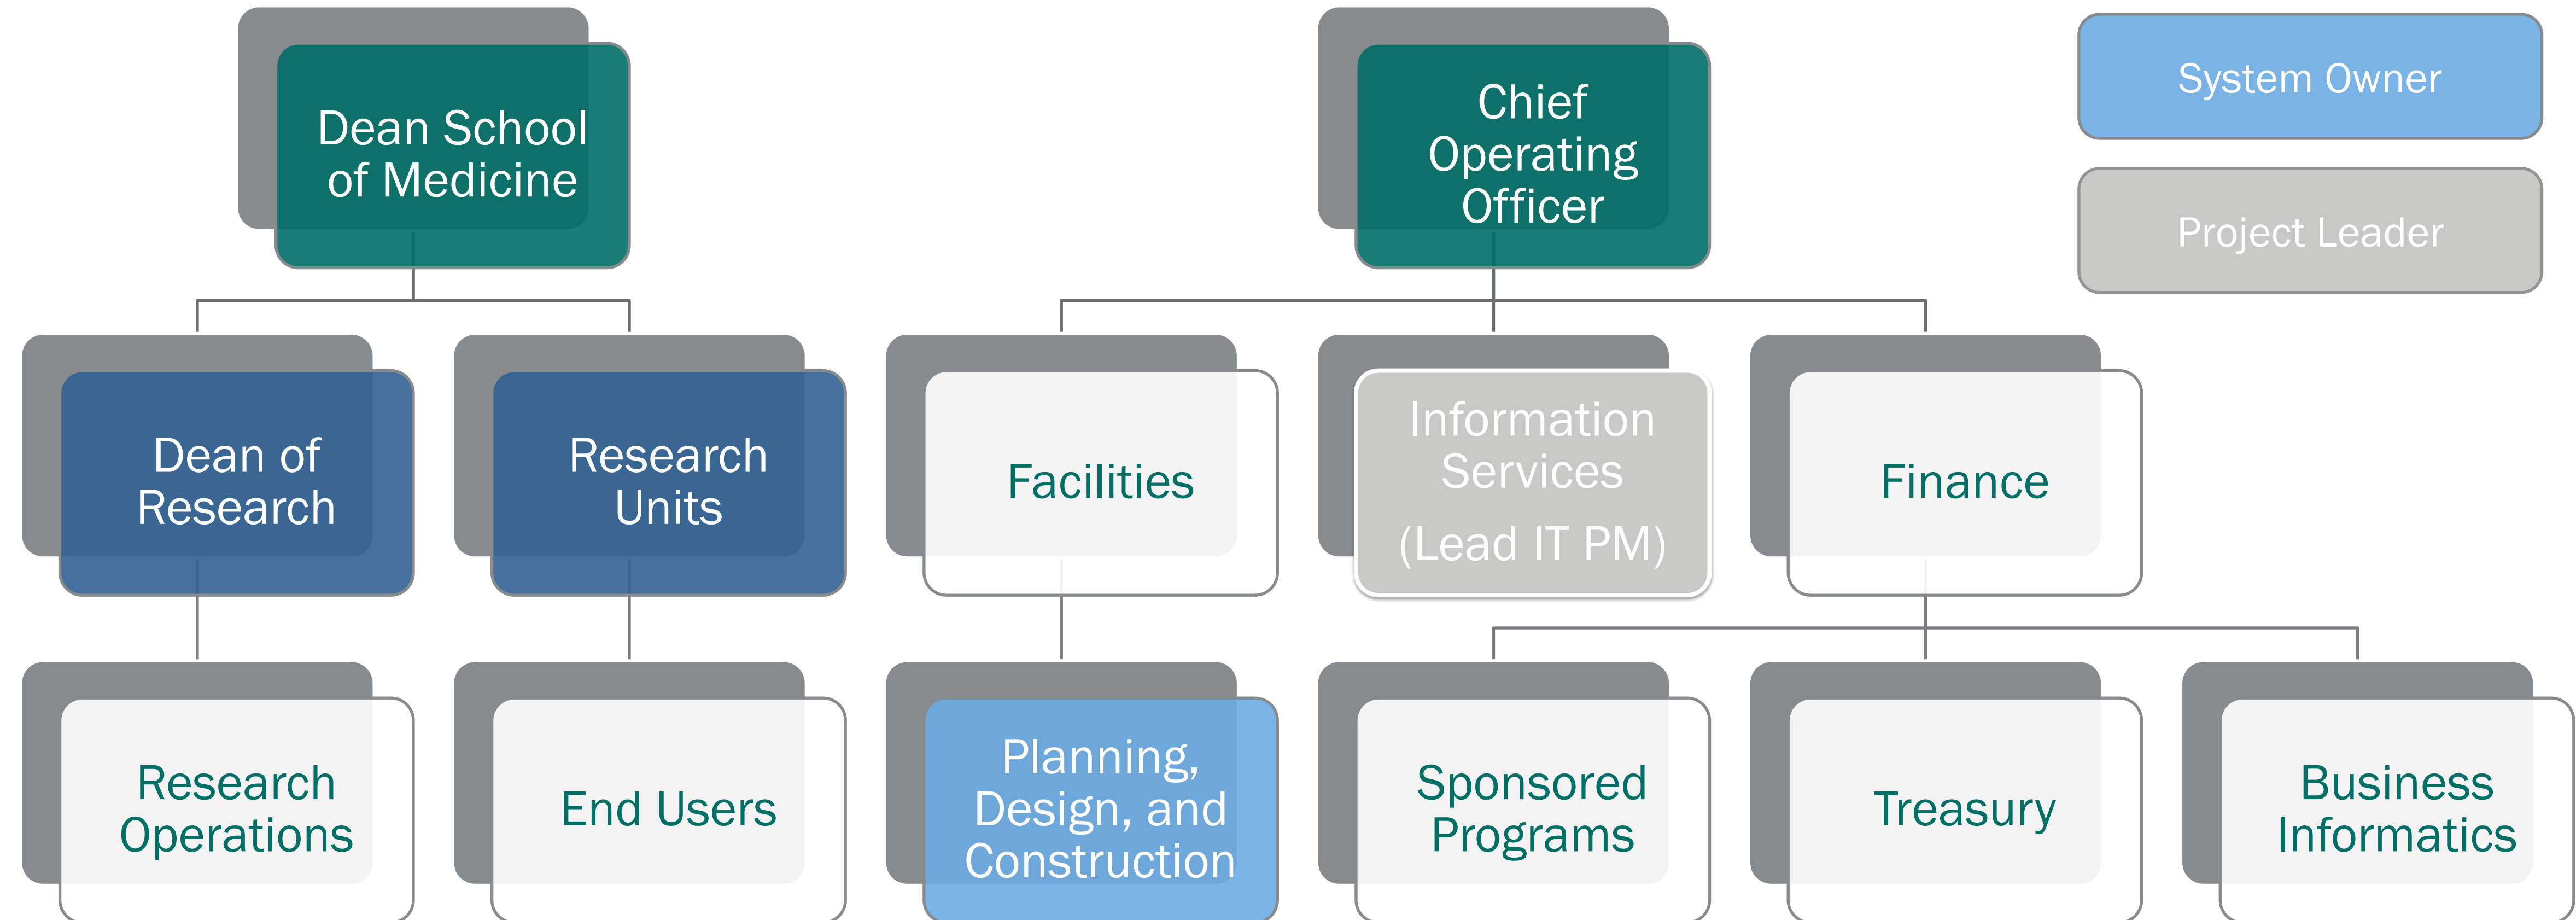 Dean School
of Medicine
Chief
Operating
Officer
System Owner
Project Leader
Dean of
Research
Research
Units
Facilities
Information
Services
(Lead IT PM)
Finance
Research
Operations
End Users
Planning,
Design, and
Construction
Sponsored
Programs
Treasury
Business
Informatics